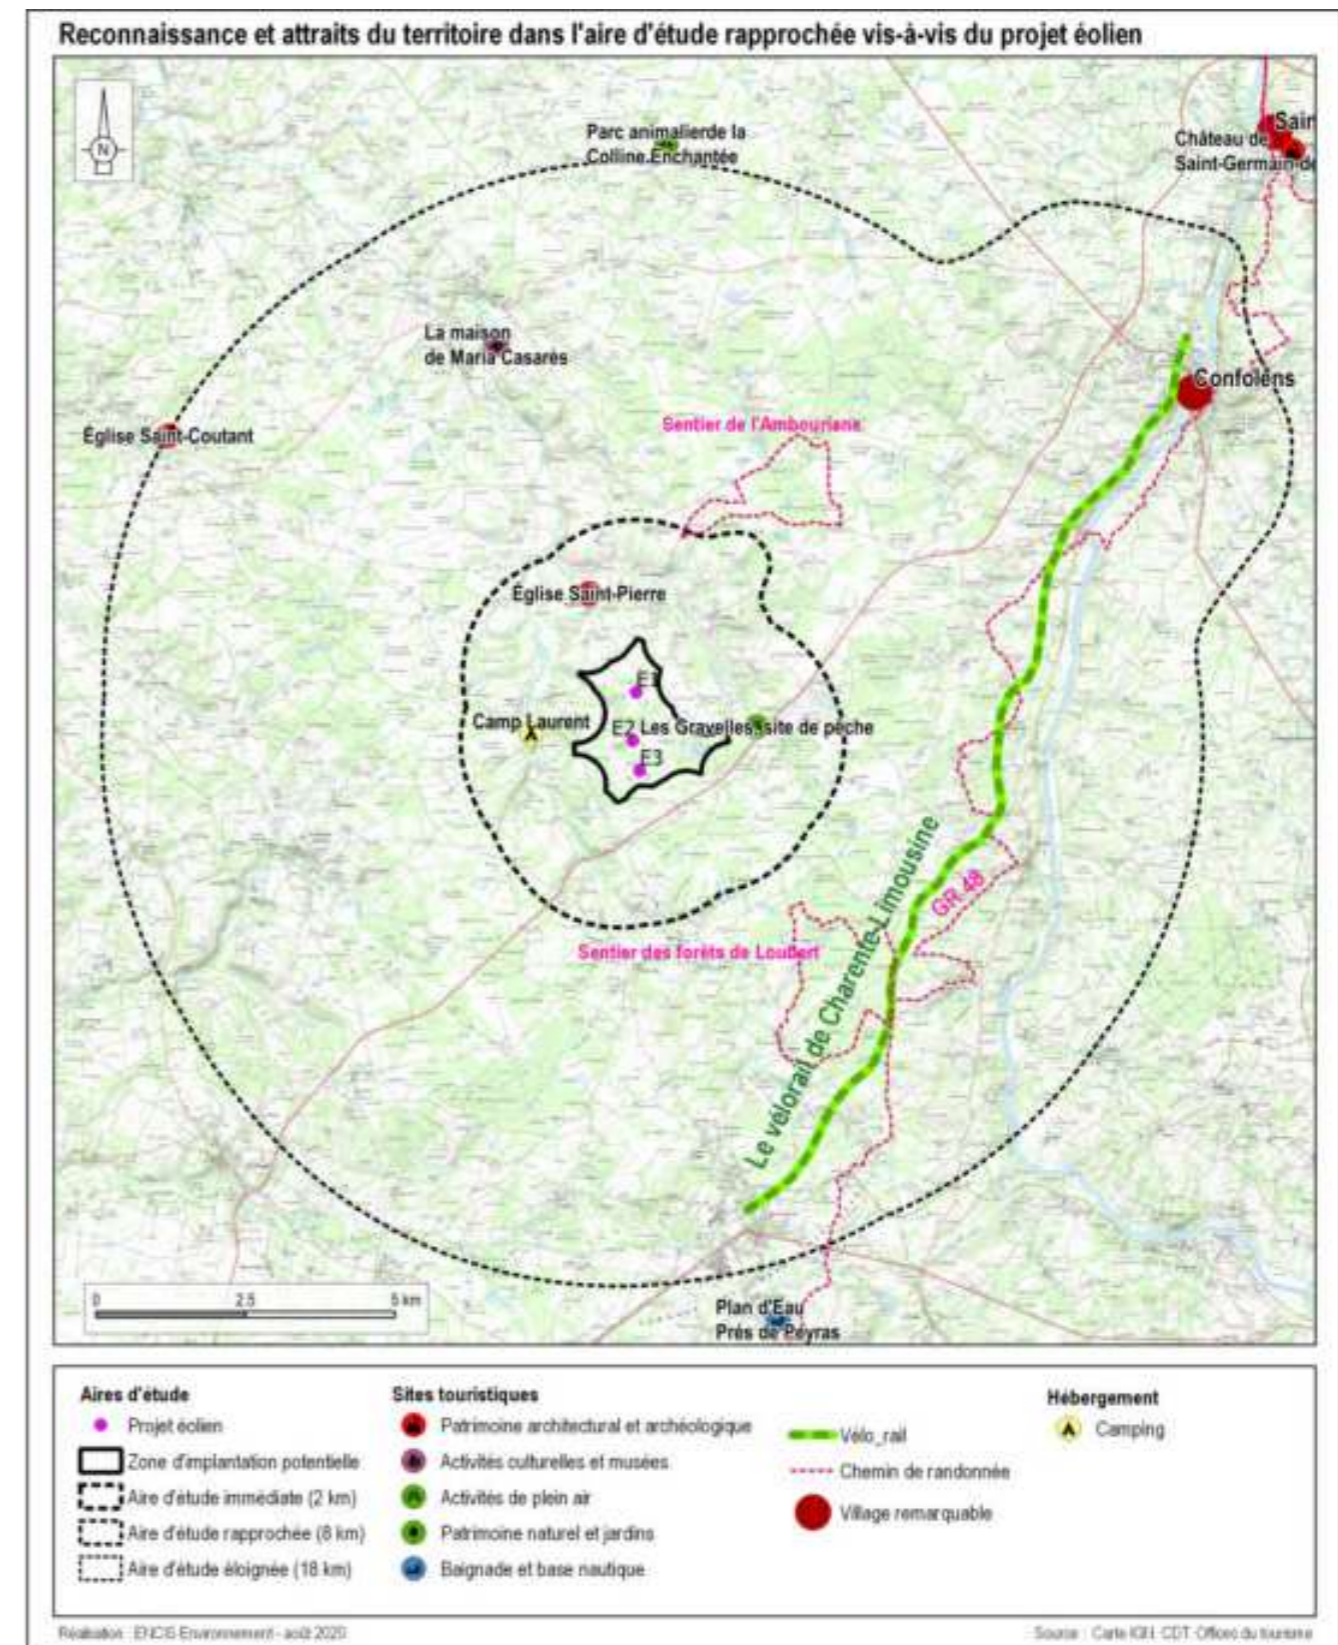 Reconnaissance et attraits du territoire dans l'aire d'étude rapprochée vis-à-vis du projet éolien
N
Parc animalierde la
Colline Enchantée
Sain
Château de
Saint-Germain-de
La maison
de Maria Casarès
Confolens
Église Saint-Coutant
Sentier de l'Ambouriane
Église Saint-Pierre
E1
Camp Laurent
E2
Les Gravelles site de pêche
E3
Le vélorail de Charente-Limousine
GR 48
Sentier des forêts de Loubert
0 2.5 5 km
Plan d'Eau
Prés de Peyras
Aires d'étude
Projet éolien
Zone d'implantation potentielle
Aire d'étude immédiate (2 km)
Aire d'étude rapprochée (8 km)
Aire d'étude éloignée (18 km)
Sites touristiques
Patrimoine architectural et archéologique
Activités culturelles et musées
Activités de plein air
Patrimoine naturel et jardins
Baignade et base nautique
Vélo_rail
Chemin de randonnée
Village remarquable
Hébergement
Camping
Réalisation : ENCIS Environnement - août 2020
Source : Carte IGN, CDT, Offices du tourisme